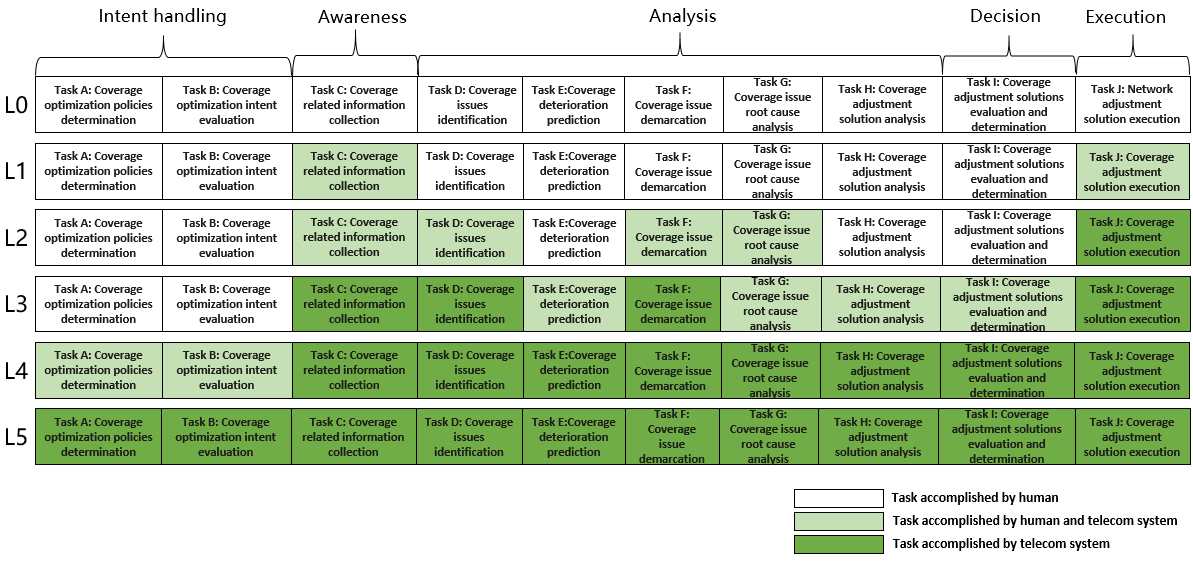 Intent handling
Awareness
Analysis
Decision
Execution
L0
Task A: Coverage
optimization policies
determination
Task B: Coverage
optimization intent
evaluation
Task C: Coverage
related information
collection
Task D: Coverage
issues
identification
Task E:Coverage
deterioration
prediction
Task F:
Coverage issue
demarcation
Task G:
Coverage issue
root cause
analysis
Task H: Coverage
adjustment
solution analysis
Task I: Coverage
adjustment solutions
evaluation and
determination
Task J: Network
adjustment
solution execution
L1
Task A: Coverage
optimization policies
determination
Task B: Coverage
optimization intent
evaluation
Task C: Coverage
related information
collection
Task D: Coverage
issues
identification
Task E:Coverage
deterioration
prediction
Task F:
Coverage issue
demarcation
Task G:
Coverage issue
root cause
analysis
Task H: Coverage
adjustment
solution analysis
Task I: Coverage
adjustment solutions
evaluation and
determination
Task J: Coverage
adjustment
solution execution
L2
Task A: Coverage
optimization policies
determination
Task B: Coverage
optimization intent
evaluation
Task C: Coverage
related information
collection
Task D: Coverage
issues
identification
Task E:Coverage
deterioration
prediction
Task F:
Coverage issue
demarcation
Task G:
Coverage issue
root cause
analysis
Task H: Coverage
adjustment
solution analysis
Task I: Coverage
adjustment solutions
evaluation and
determination
Task J: Coverage
adjustment
solution execution
L3
Task A: Coverage
optimization policies
determination
Task B: Coverage
optimization intent
evaluation
Task C: Coverage
related information
collection
Task D: Coverage
issues
identification
Task E:Coverage
deterioration
prediction
Task F:
Coverage issue
demarcation
Task G:
Coverage issue
root cause
analysis
Task H: Coverage
adjustment
solution analysis
Task I: Coverage
adjustment solutions
evaluation and
determination
Task J: Coverage
adjustment
solution execution
L4
Task A: Coverage
optimization policies
determination
Task B: Coverage
optimization intent
evaluation
Task C: Coverage
related information
collection
Task D: Coverage
issues
identification
Task E:Coverage
deterioration
prediction
Task F:
Coverage issue
demarcation
Task G:
Coverage issue
root cause
analysis
Task H: Coverage
adjustment
solution analysis
Task I: Coverage
adjustment solutions
evaluation and
determination
Task J: Coverage
adjustment
solution execution
L5
Task A: Coverage
optimization policies
determination
Task B: Coverage
optimization intent
evaluation
Task C: Coverage
related information
collection
Task D: Coverage
issues
identification
Task E:Coverage
deterioration
prediction
Task F:
Coverage
issue
demarcation
Task G:
Coverage issue
root cause
analysis
Task H: Coverage
adjustment
solution analysis
Task I: Coverage
adjustment solutions
evaluation and
determination
Task J: Coverage
adjustment
solution execution
Task accomplished by human
Task accomplished by human and telecom system
Task accomplished by telecom system